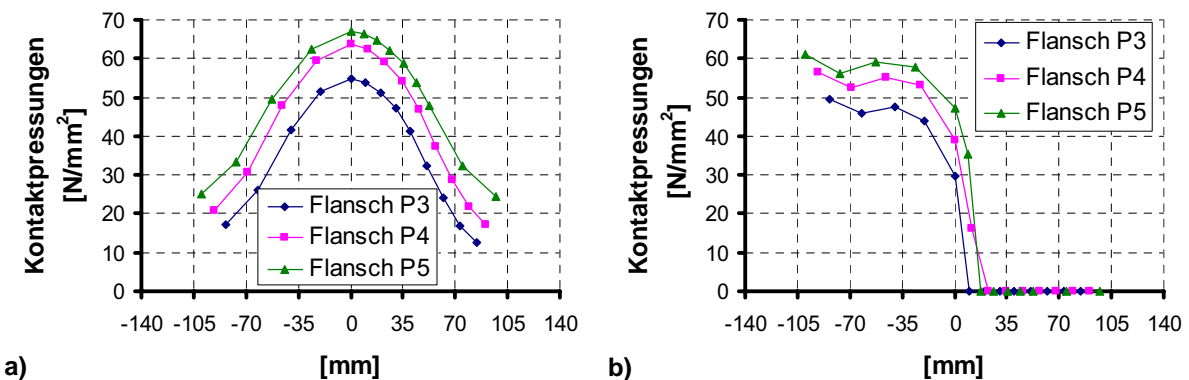 Kontaktpressungen
[N/mm²]
70
60
50
40
30
20
10
0
Flansch P3
Flansch P4
Flansch P5
-140 -105 -70 -35 0 35 70 105 140
a) [mm]
Kontaktpressungen
[N/mm²]
70
60
50
40
30
20
10
0
Flansch P3
Flansch P4
Flansch P5
-140 -105 -70 -35 0 35 70 105 140
b) [mm]